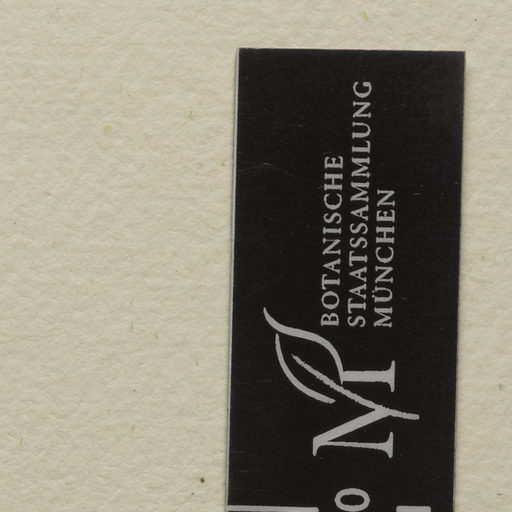 BOTANISCHE
STAATSSAMMLUNG
MÜNCHEN
M